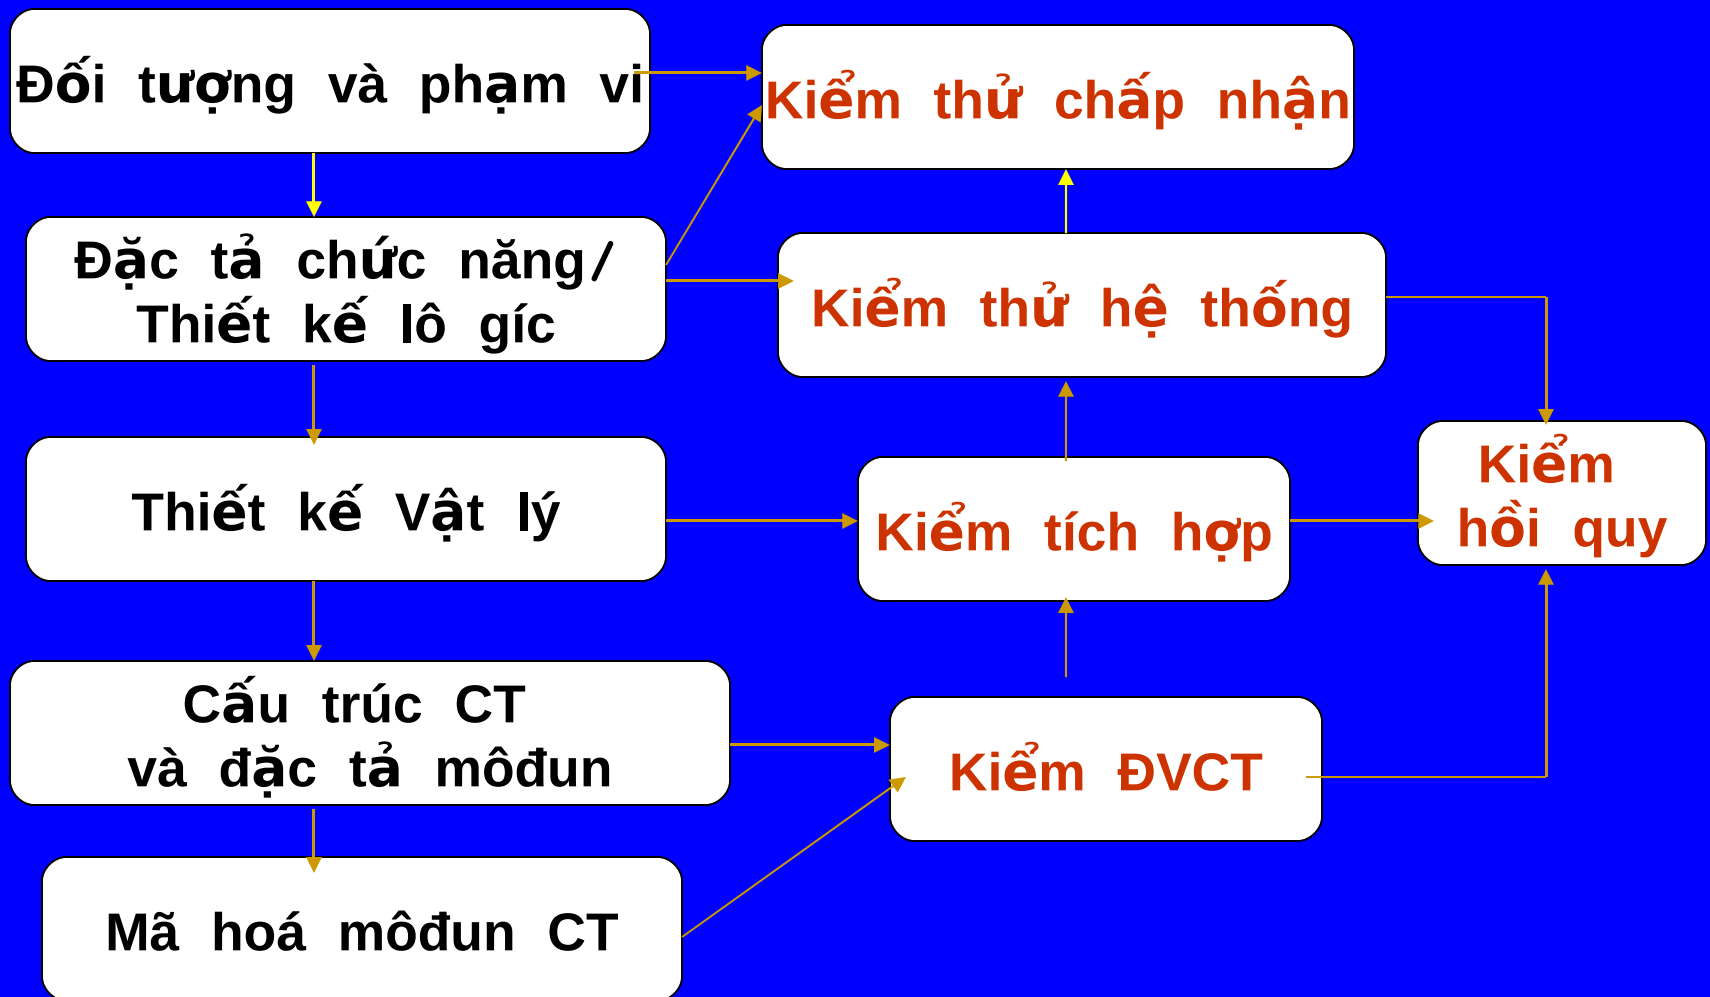 Đối tượng và phạm vi
Kiểm thử chấp nhận
Đặc tả chức năng/
Thiết kế lô gíc
Kiểm thử hệ thống
Thiết kế Vật lý
Kiểm tích hợp
Kiểm
hồi quy
Cấu trúc CT
và đặc tả môđun
Kiểm ĐVCT
Mã hoá môđun CT